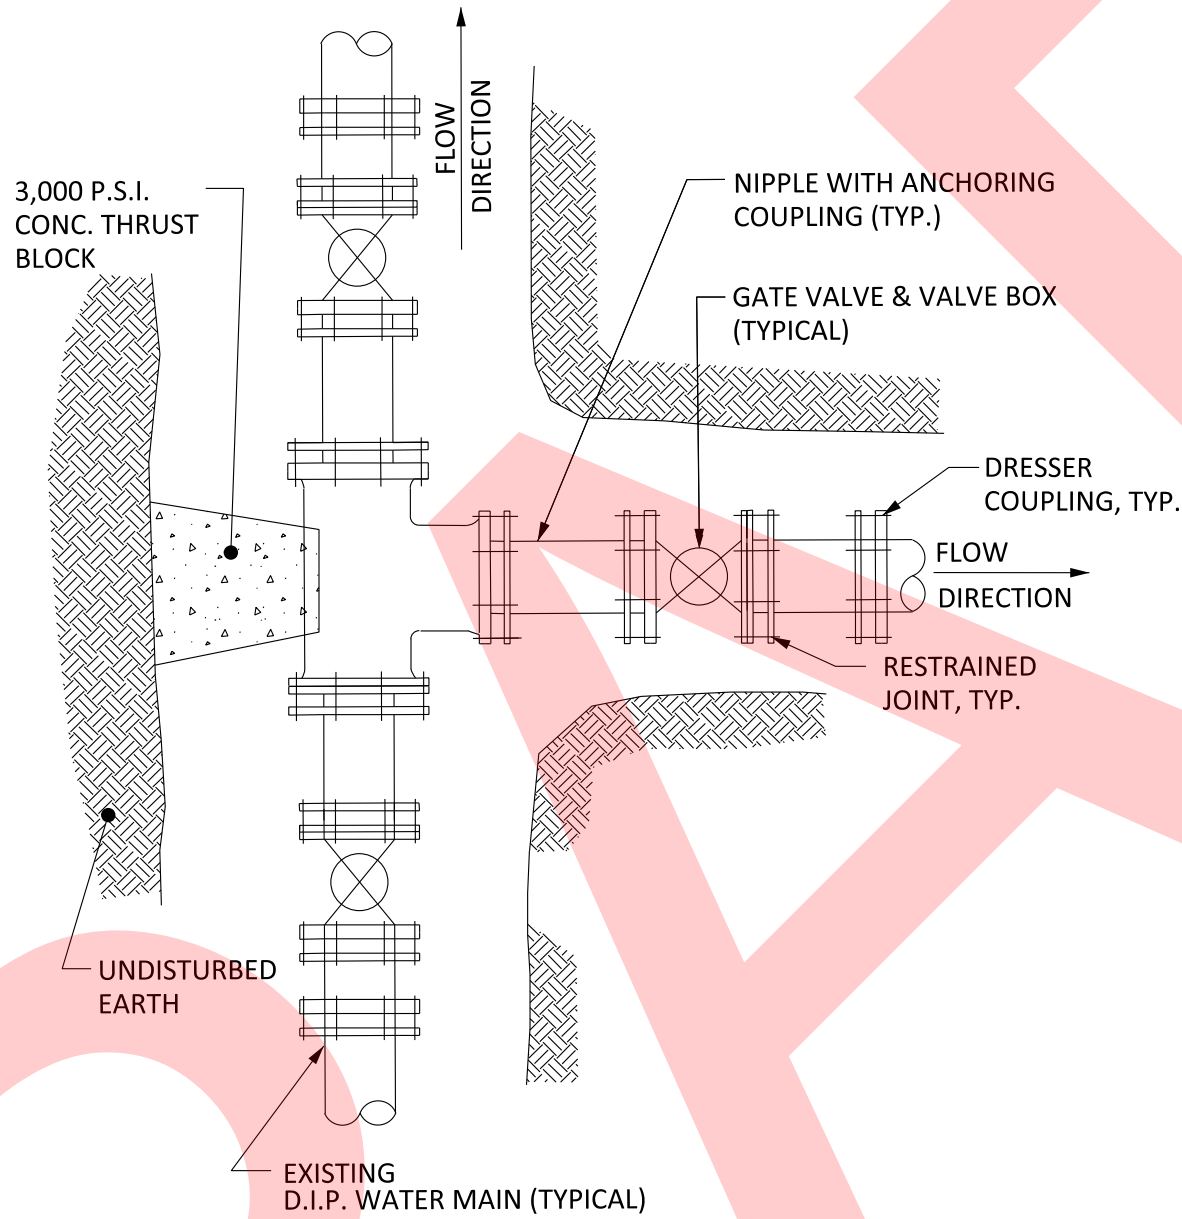 FLOW
DIRECTION
3,000 P.S.I.
CONC. THRUST
BLOCK
NIPPLE WITH ANCHORING
COUPLING (TYP.)
GATE VALVE & VALVE BOX
(TYPICAL)
DRESSER
COUPLING, TYP.
FLOW
DIRECTION
RESTRAINED
JOINT, TYP.
UNDISTURBED
EARTH
EXISTING
D.I.P. WATER MAIN (TYPICAL)